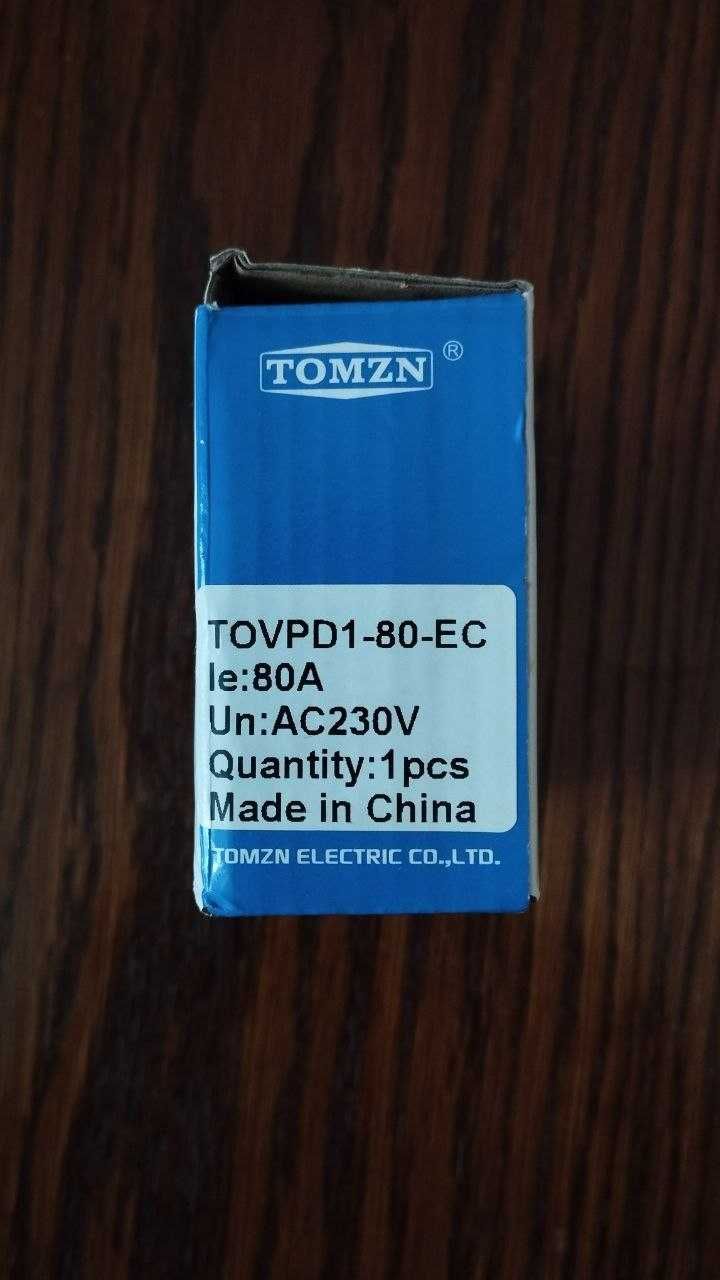 TOMZN ®
TOVPD1-80-EC
Ie:80A
Un:AC230V
Quantity:1pcs
Made in China
TOMZN ELECTRIC CO.,LTD.